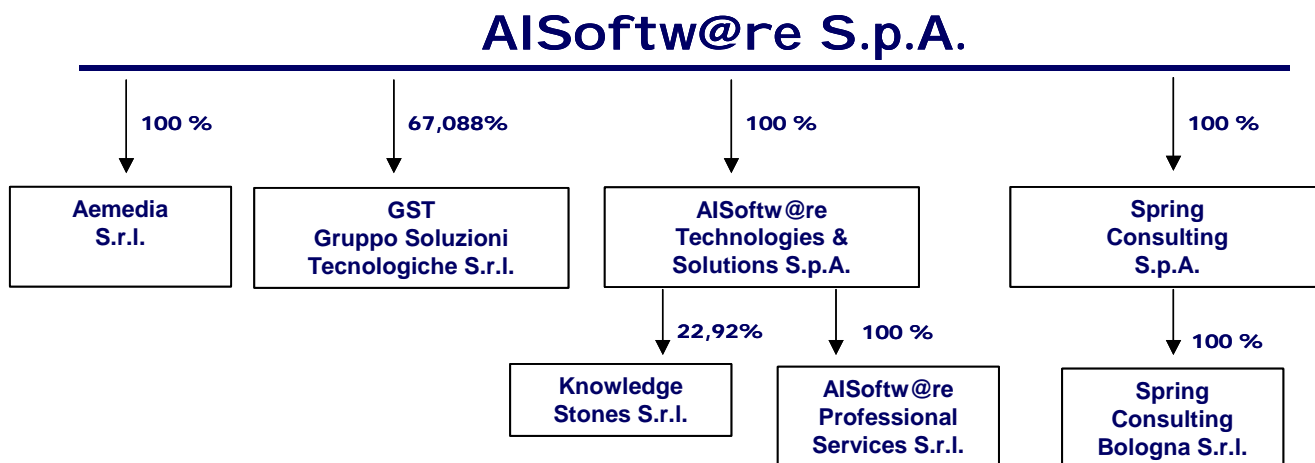 AISoftw@re S.p.A.
100 %
67,088%
100 %
100 %
Aemedia
S.r.l.
GST
Gruppo Soluzioni
Tecnologiche S.r.l.
AISoftw@re
Technologies &
Solutions S.p.A.
Spring
Consulting
S.p.A.
22,92%
100 %
100 %
Knowledge
Stones S.r.l.
AISoftw@re
Professional
Services S.r.l.
Spring
Consulting
Bologna S.r.l.